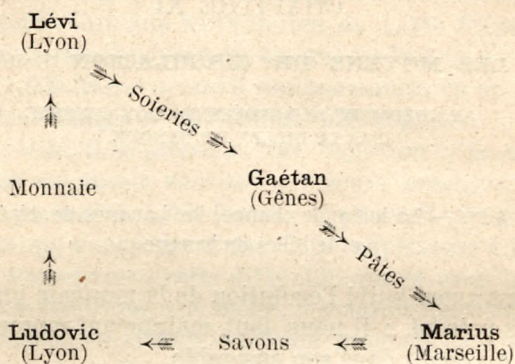 Lévi
(Lyon)
Soieries
Monnaie
Gaétan
(Gênes)
Pâtes
Ludovic
(Lyon)
Savons
Marius
(Marseille)